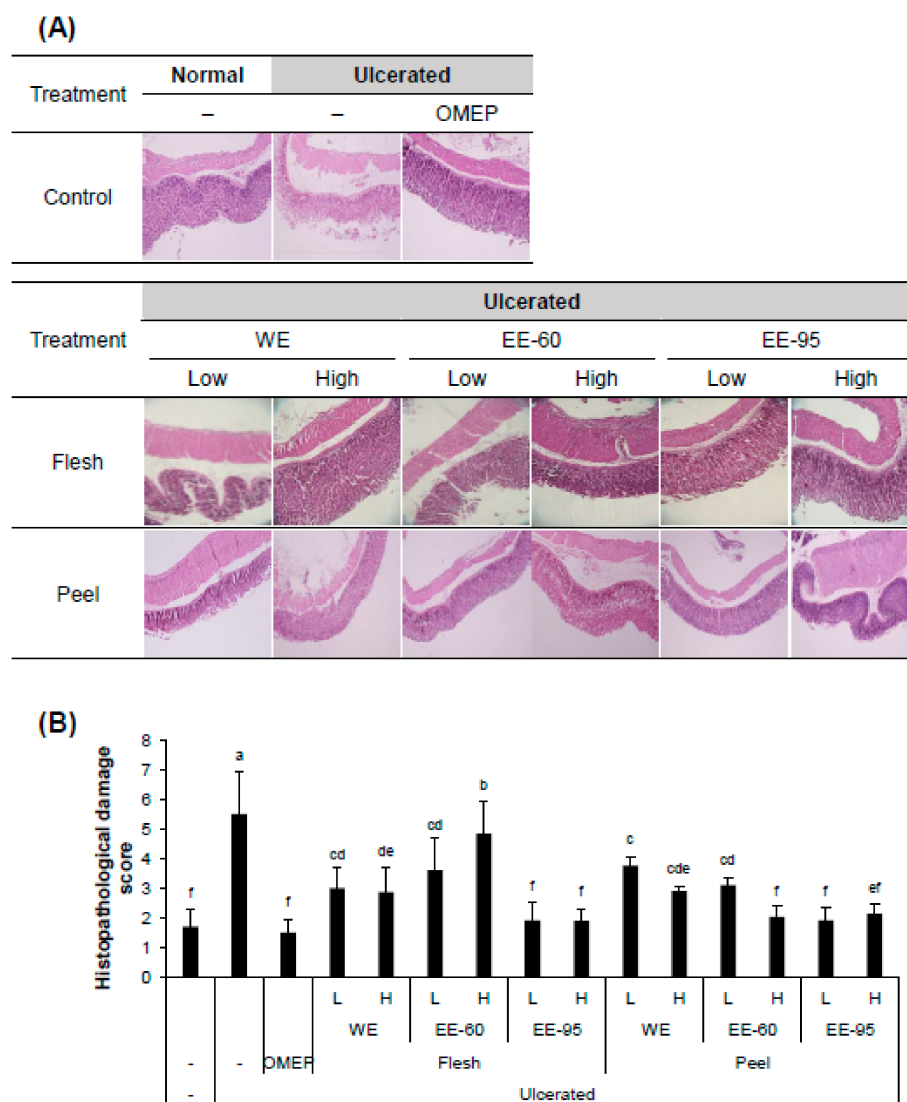 (A)
Treatment Normal Ulcerated
– – OMEP
Control
Treatment Ulcerated
WE EE-60 EE-95
Low High Low High Low High
Flesh
Peel
(B)
Histopathological damage
score
8
7
6
5
4
3
2
1
0
f a f cd de cd b f f c cde cd f f ef
L H L H L H L H L H L H
WE EE-60 EE-95 WE EE-60 EE-95
- - OMEP Flesh Peel
- Ulcerated